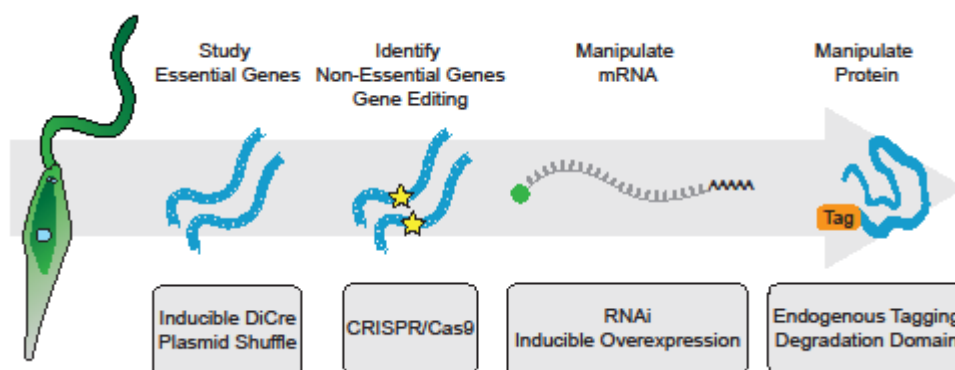 Study
Essential Genes
Identify
Non-Essential Genes
Gene Editing
Manipulate
mRNA
Manipulate
Protein
AAAAA
Tag
Inducible DiCre
Plasmid Shuffle
CRISPR/Cas9
RNAi
Inducible Overexpression
Endogenous Tagging
Degradation Domain